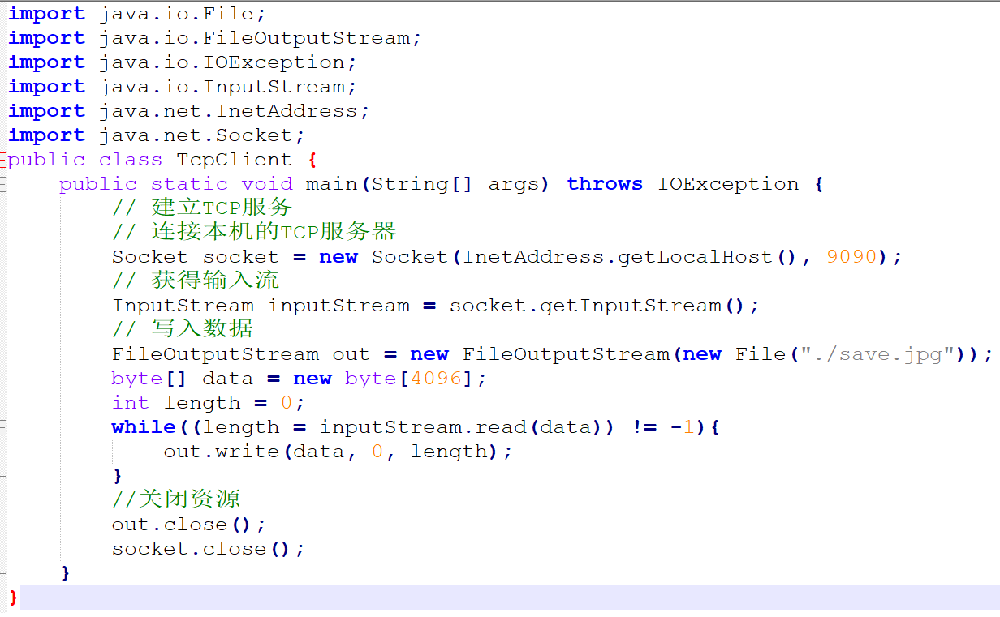 import java.io.File;
import java.io.FileOutputStream;
import java.io.IOException;
import java.io.InputStream;
import java.net.InetAddress;
import java.net.Socket;
public class TcpClient {
    public static void main(String[] args) throws IOException {
        // 建立TCP服务
        // 连接本机的TCP服务器
        Socket socket = new Socket(InetAddress.getLocalHost(), 9090);
        // 获得输入流
        InputStream inputStream = socket.getInputStream();
        // 写入数据
        FileOutputStream out = new FileOutputStream(new File("./save.jpg"));
        byte[] data = new byte[4096];
        int length = 0;
        while((length = inputStream.read(data)) != -1){
            out.write(data, 0, length);
        }
        //关闭资源
        out.close();
        socket.close();
    }
}